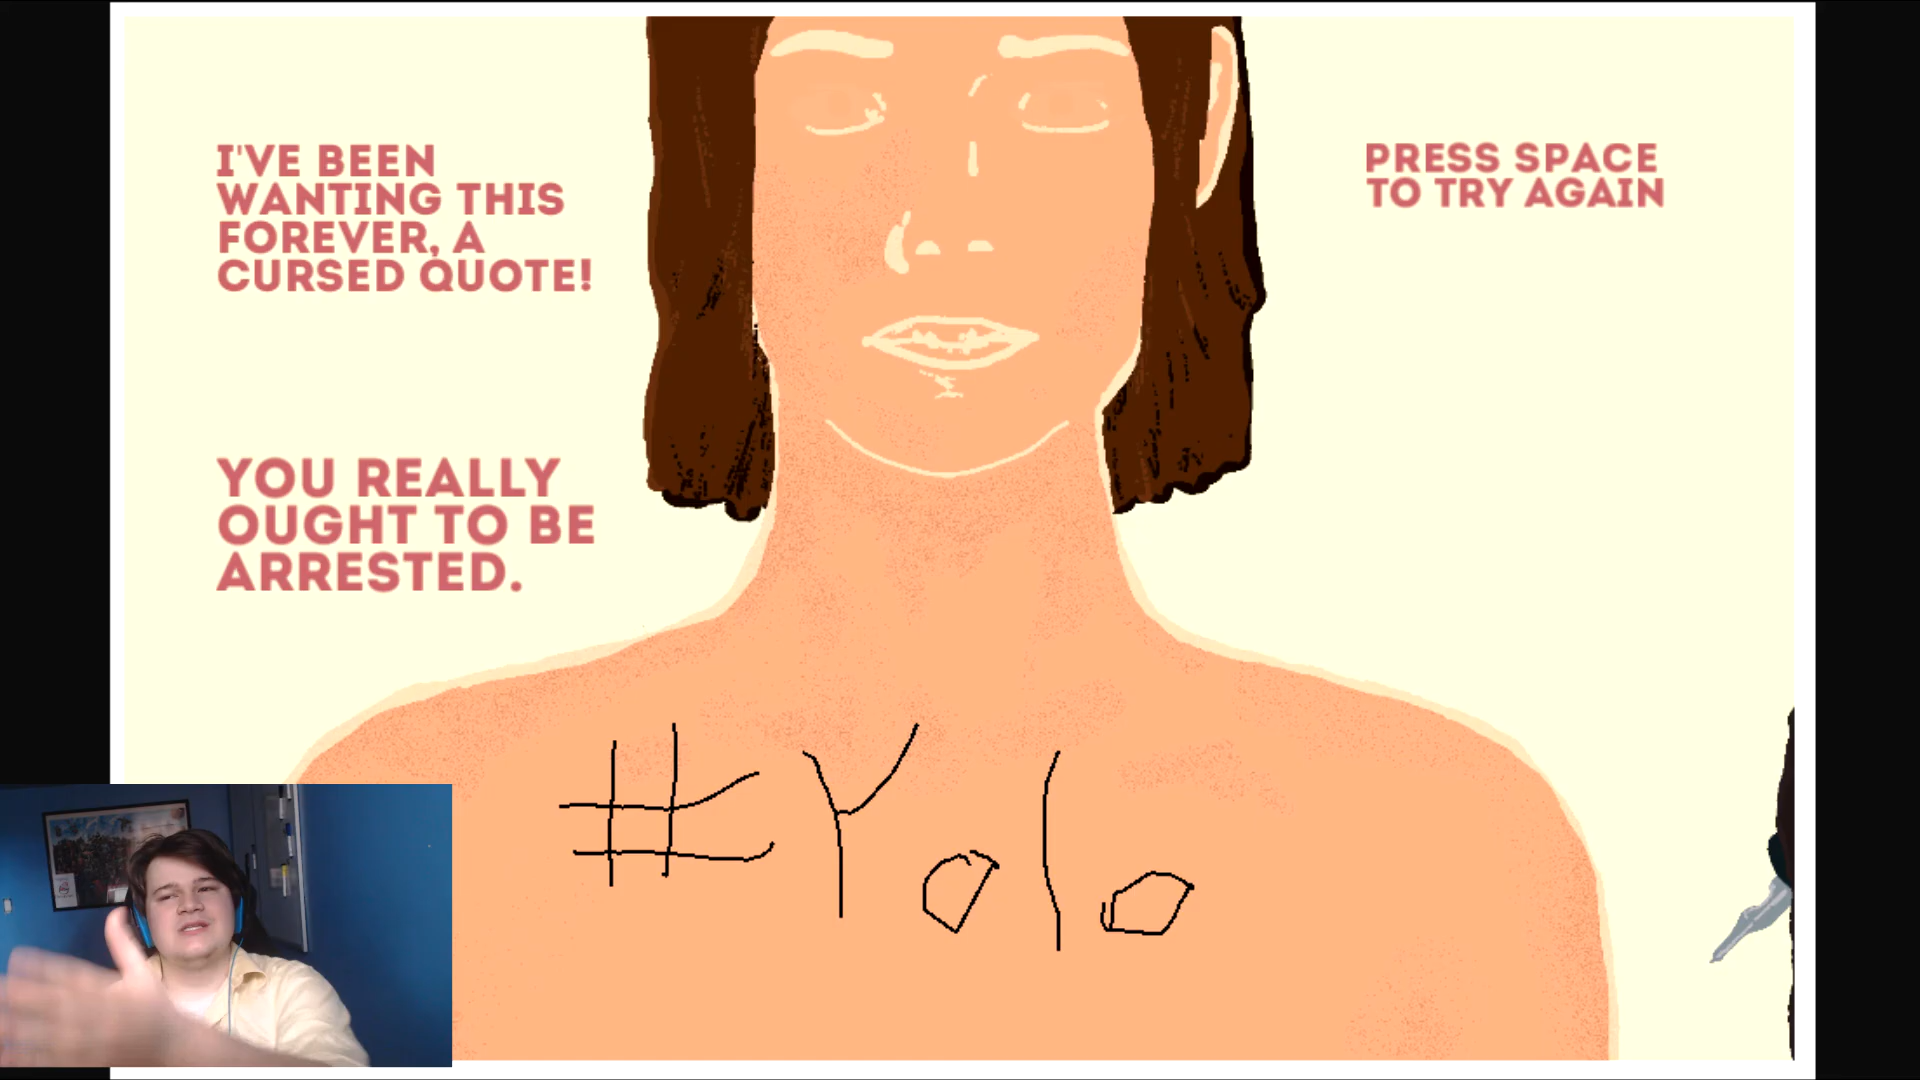 I'VE BEEN
WANTING THIS
FOREVER, A
CURSED QUOTE!
PRESS SPACE
TO TRY AGAIN
YOU REALLY
OUGHT TO BE
ARRESTED.
#Yolo